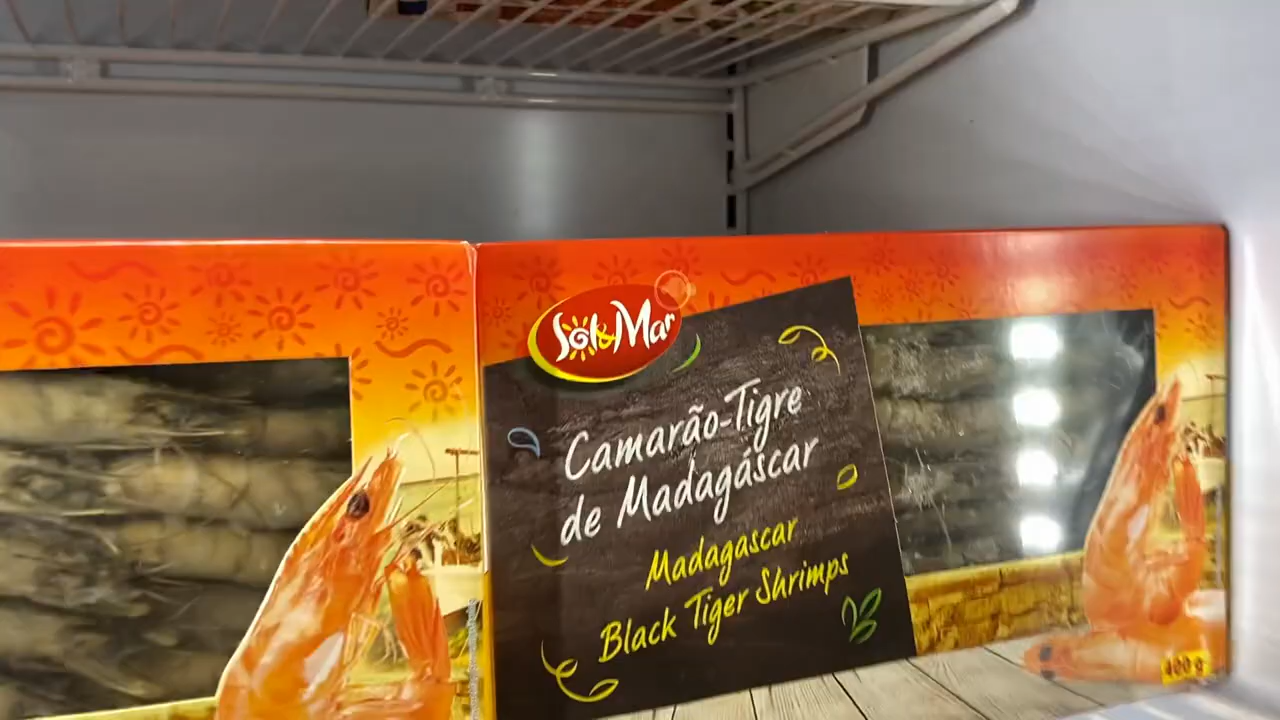 Sol&Mar
Camarão-Tigre
de Madagáscar
Madagascar
Black Tiger Shrimps
400 g